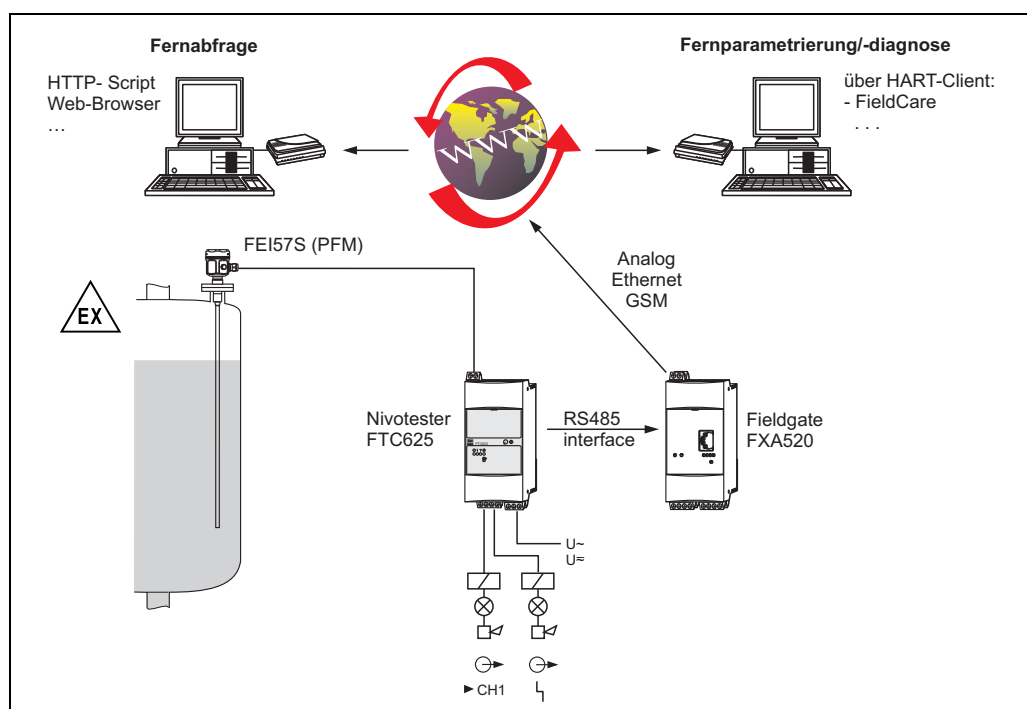 Fernabfrage
HTTP- Script
Web-Browser
...
Fernparametrierung/-diagnose
über HART-Client:
- FieldCare
. . .
WWW
FEI57S (PFM)
EX
Analog
Ethernet
GSM
Nivotester
FTC625
RS485
interface
Fieldgate
FXA520
U~
U≂
CH1